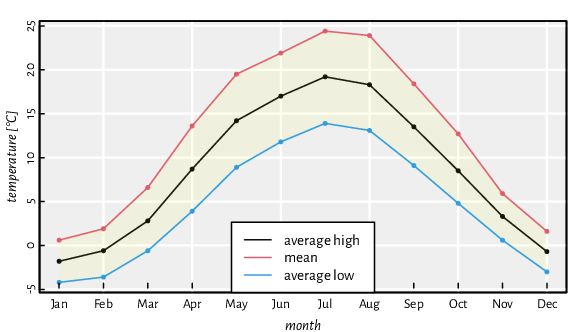 temperature [°C]
25
20
15
10
5
0
-5
average high
mean
average low
Jan Feb Mar Apr May Jun Jul Aug Sep Oct Nov Dec
month